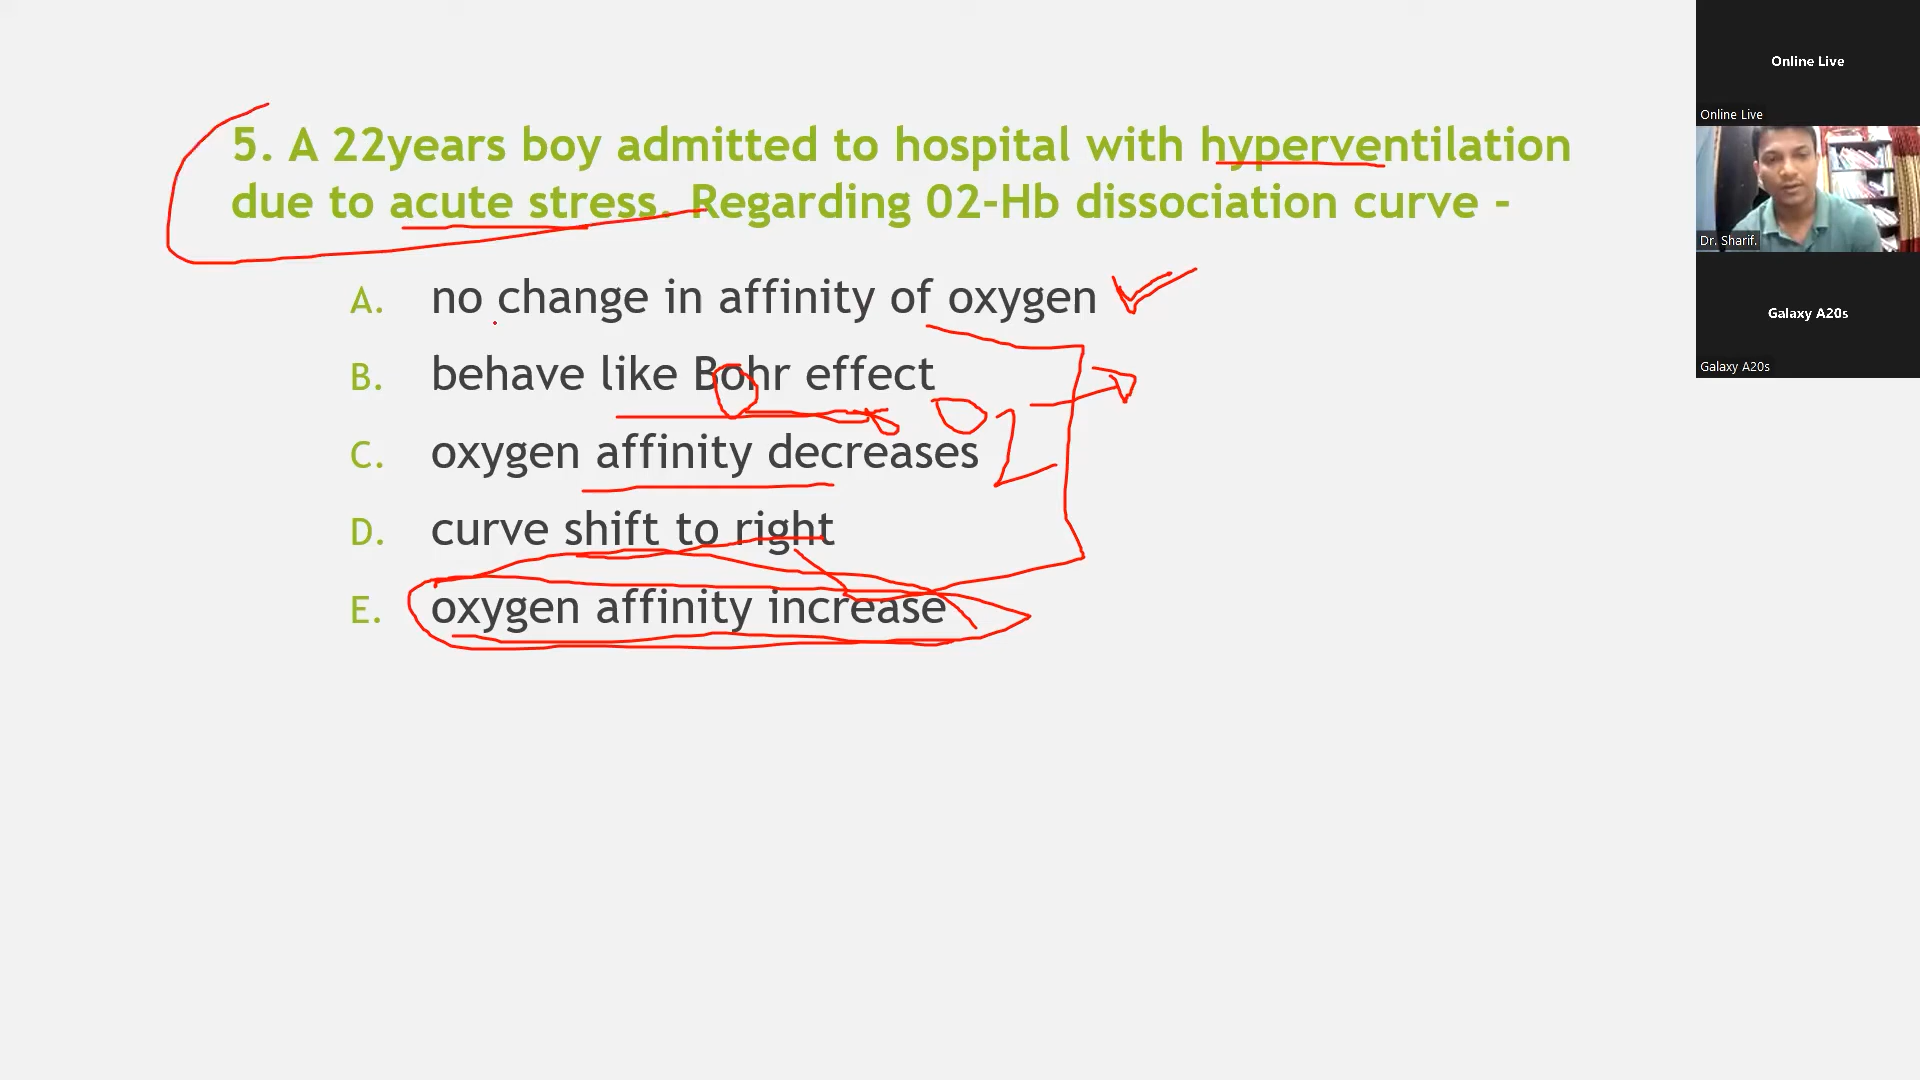 5. A 22years boy admitted to hospital with hyperventilation
due to acute stress. Regarding 02-Hb dissociation curve -
A. no change in affinity of oxygen
B. behave like Bohr effect
C. oxygen affinity decreases
D. curve shift to right
E. oxygen affinity increase
Online Live
Online Live
Dr. Sharif.
Galaxy A20s
Galaxy A20s